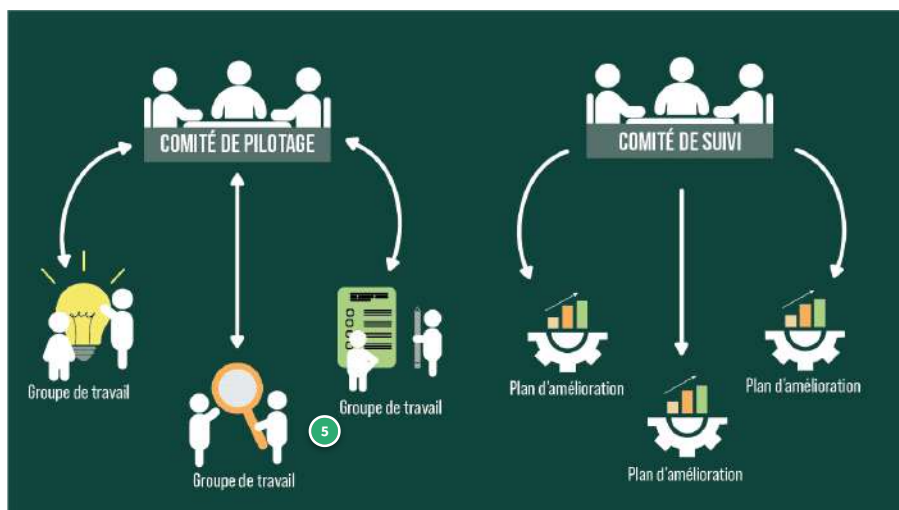 COMITÉ DE PILOTAGE
COMITÉ DE SUIVI
Groupe de travail
Groupe de travail
Groupe de travail
5
Plan d'amélioration
Plan d'amélioration
Plan d'amélioration